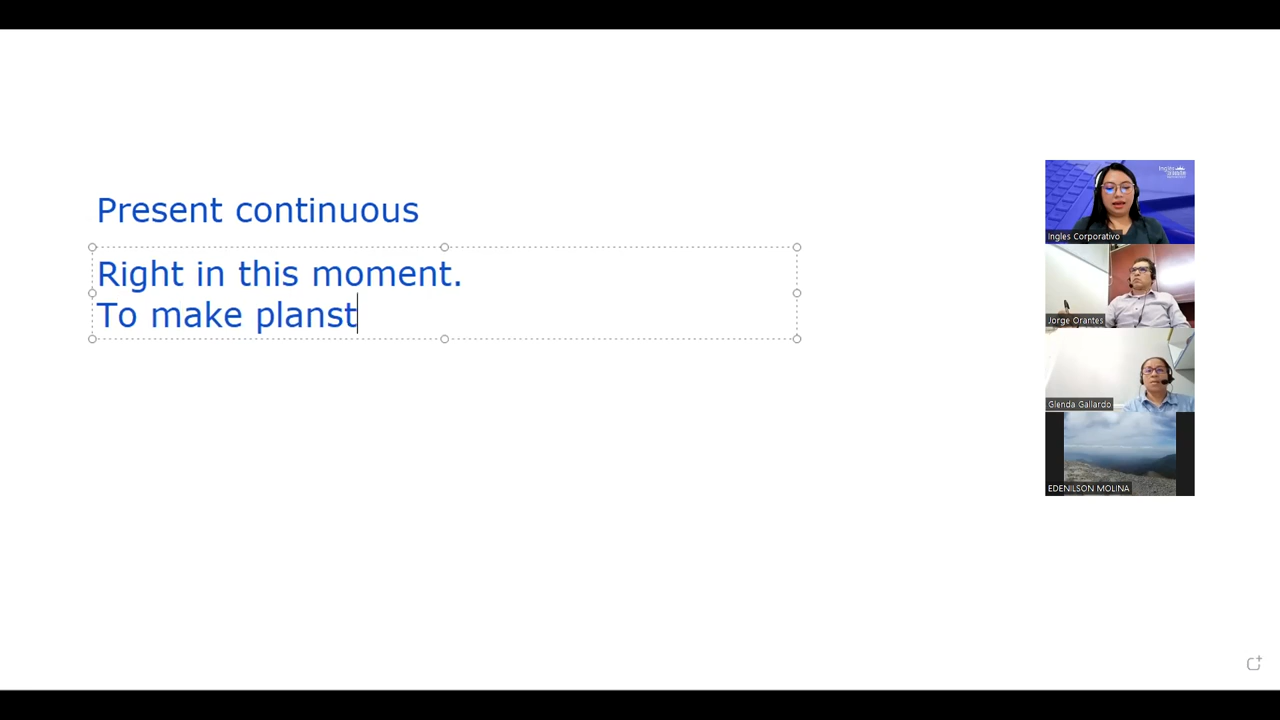 Present continuous
Right in this moment.
To make planst
Ingles Corporativo
Jorge Orantes
Glenda Gallardo
EDENILSON MOLINA